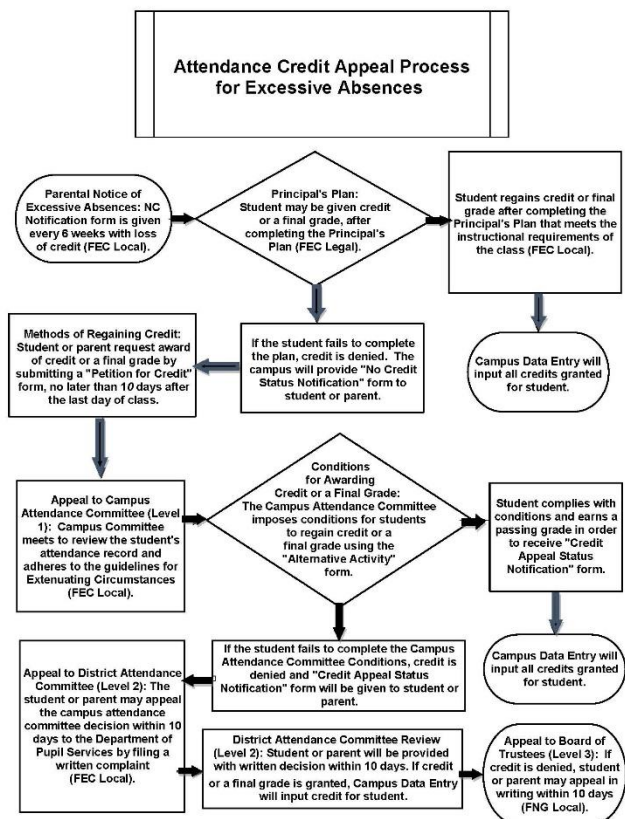 Attendance Credit Appeal Process
for Excessive Absences
Parental Notice of
Excessive Absences: NC
Notification form is given
every 6 weeks with loss
of credit (FEC Local).
Principal's Plan:
Student may be given credit
or a final grade, after
completing the Principal's
Plan (FEC Legal).
Student regains credit or final
grade after completing the
Principal's Plan that meets the
instructional requirements of
the class (FEC Local).
Methods of Regaining Credit:
Student or parent request award
of credit or a final grade by
submitting a "Petition for Credit"
form, no later than 10 days after
the last day of class.
If the student fails to complete
the plan, credit is denied. The
campus will provide "No Credit
Status Notification" form to
student or parent.
Campus Data Entry will
input all credits granted
for student.
Appeal to Campus
Attendance Committee (Level
1): Campus Committee
meets to review the student's
attendance record and
adheres to the guidelines for
Extenuating Circumstances
(FEC Local).
Conditions
for Awarding
Credit or a Final Grade:
The Campus Attendance Committee
imposes conditions for students
to regain credit or a
final grade using the
"Alternative Activity"
form.
Student complies with
conditions and earns a
passing grade in order
to receive "Credit
Appeal Status
Notification" form.
If the student fails to complete the Campus
Attendance Committee Conditions, credit is
denied and "Credit Appeal Status
Notification" form will be given to student or
parent.
Campus Data Entry will
input all credits granted
for student.
Appeal to District Attendance
Committee (Level 2): The
student or parent may appeal
the campus attendance
committee decision within 10
days to the Department of
Pupil Services by filing a
written complaint
(FEC Local).
District Attendance Committee
Review (Level 2): Student or parent will be provided
with written decision within 10 days. If credit
or a final grade is granted, Campus Data Entry
will input credit for student.
Appeal to Board of
Trustees (Level 3): If
credit is denied, student
or parent may appeal in
writing within 10 days
(FNG Local).